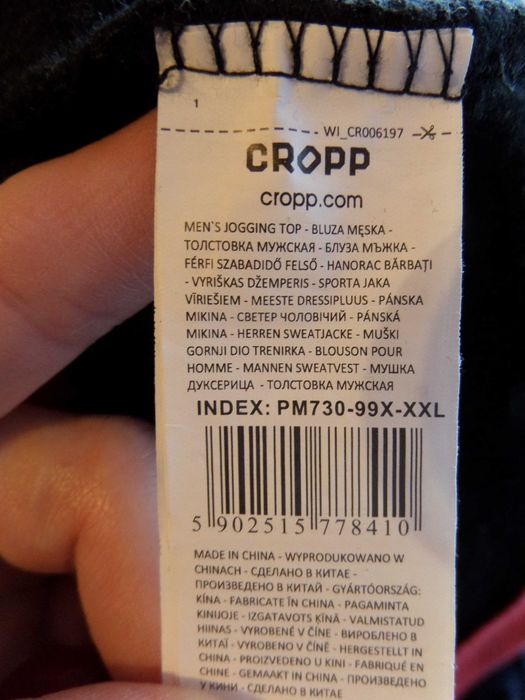 1
WI_CR006197
CROPP
cropp.com
MEN`S JOGGING TOP - BLUZA MĘSKA -
ТОЛСТОВКА МУЖСКАЯ - БЛУЗА МЪЖКА -
FÉRFI SZABADIDŐ FELSŐ - HANORAC BĂRBAŢI
- VYRIŠKAS DŽEMPERIS - SPORTA JAKA
VĪRIEŠIEM - MEESTE DRESSIPLUUS - PÁNSKA
MIKINA - СВЕТЕР ЧОЛОВІЧИЙ - PÁNSKÁ
MIKINA - HERREN SWEATJACKE - MUŠKI
GORNJI DIO TRENIRKA - BLOUSON POUR
HOMME - MANNEN SWEATVEST - МУШКА
ДУКСЕРИЦА - ТОЛСТОВКА МУЖСКАЯ
INDEX: PM730-99X-XXL
5 902515 778410
MADE IN CHINA - WYPRODUKOWANO W
CHINACH - СДЕЛАНО В КИТАЕ -
ПРОИЗВЕДЕНО В КИТАЙ - GYÁRTÓORSZÁG:
KÍNA - FABRICATE ÎN CHINA - PAGAMINTA
KINIJOJE - IZGATAVOTS ĶĪNĀ - VALMISTATUD
HIINAS - VYROBENÉ V ČÍNE - ВИРОБЛЕНО В
КИТАЇ - VYROBENO V ČÍNĚ - HERGESTELLT IN
CHINA - PROIZVEDENO U KINI - FABRIQUÉ EN
CHINE - GEMAAKT IN CHINA - PROIZVEDENO
У КИНИ - СДЕЛАНО В КИТАЕ